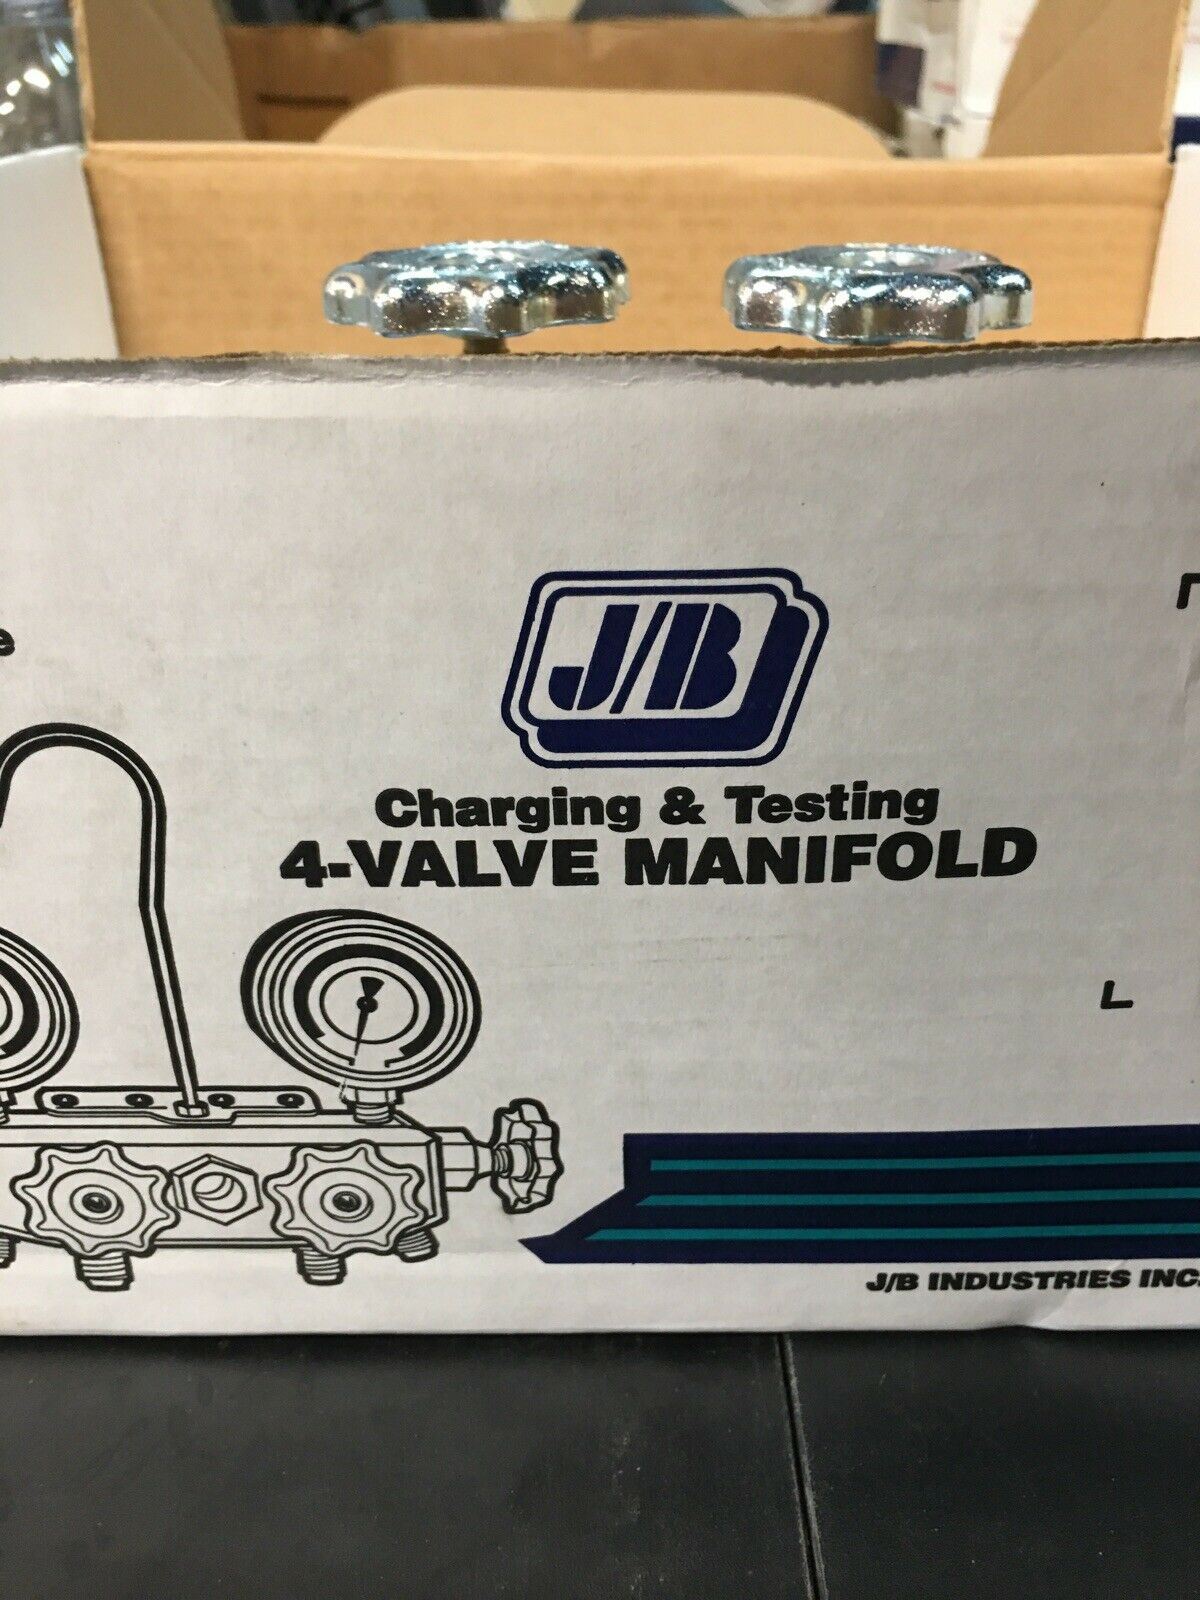 J/B
Charging & Testing
4-VALVE MANIFOLD
J/B INDUSTRIES INC.